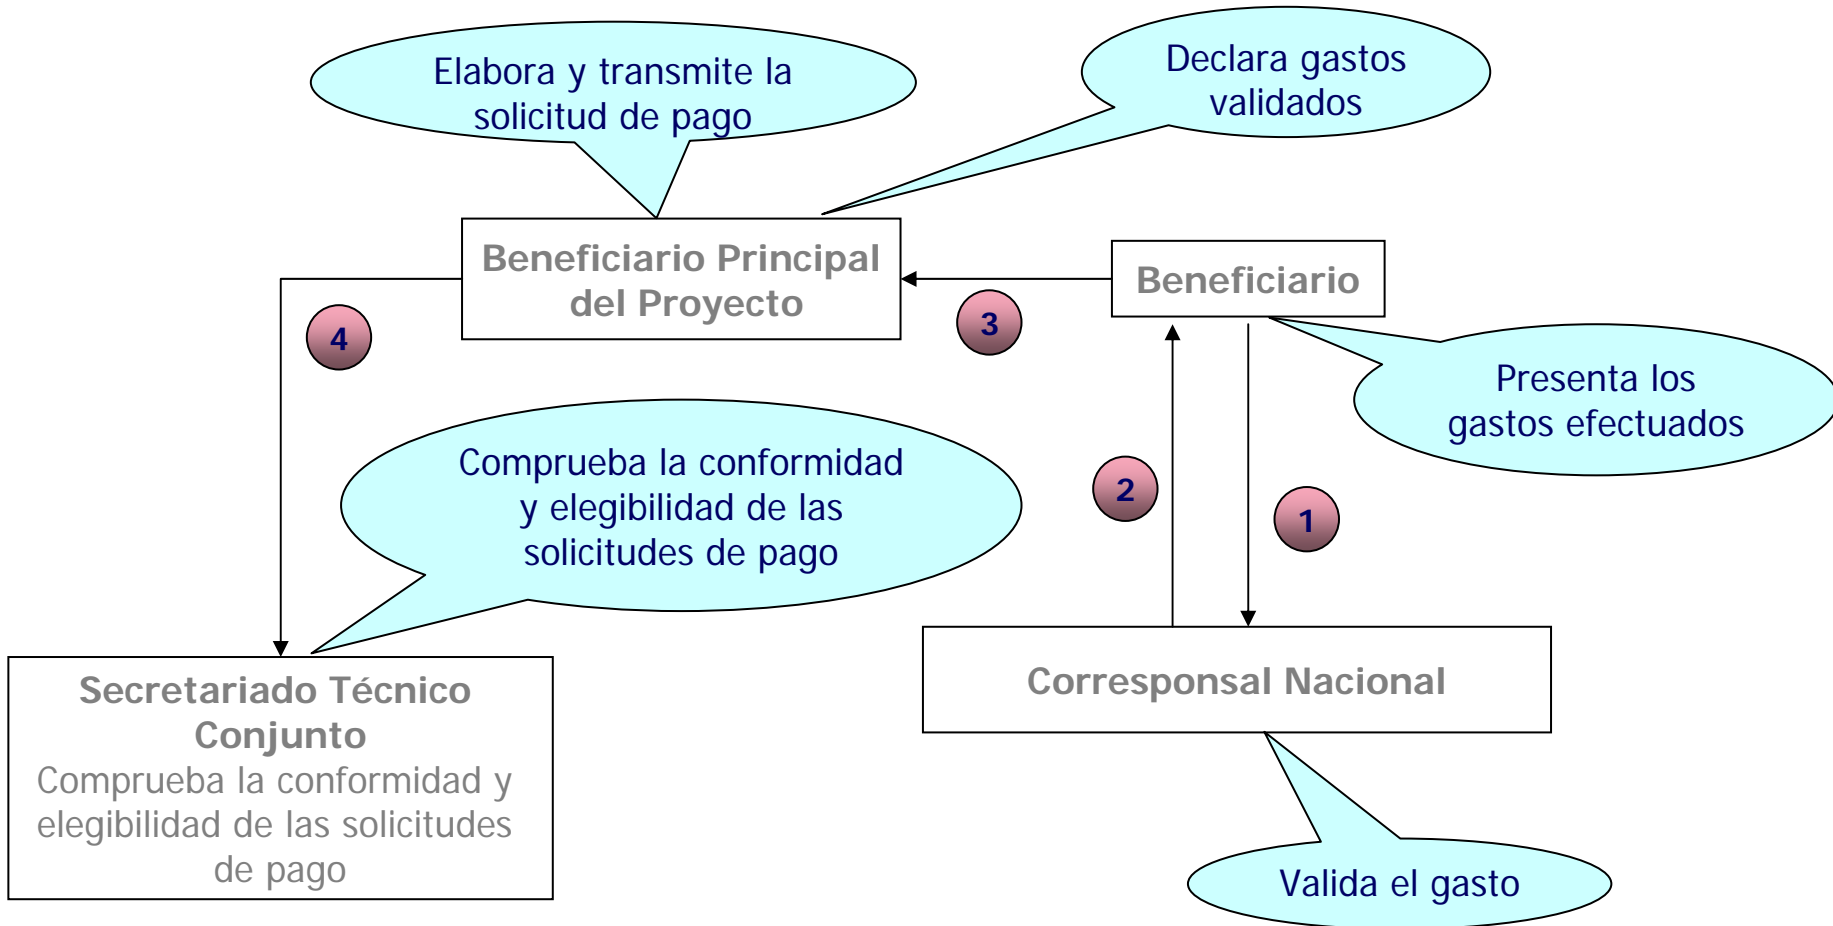 Elabora y transmite la
solicitud de pago
Declara gastos
validados
Beneficiario Principal
del Proyecto
Beneficiario
3
4
Presenta los
gastos efectuados
Comprueba la conformidad
y elegibilidad de las
solicitudes de pago
2
1
Secretariado Técnico
Conjunto
Comprueba la conformidad y
elegibilidad de las solicitudes
de pago
Corresponsal Nacional
Valida el gasto